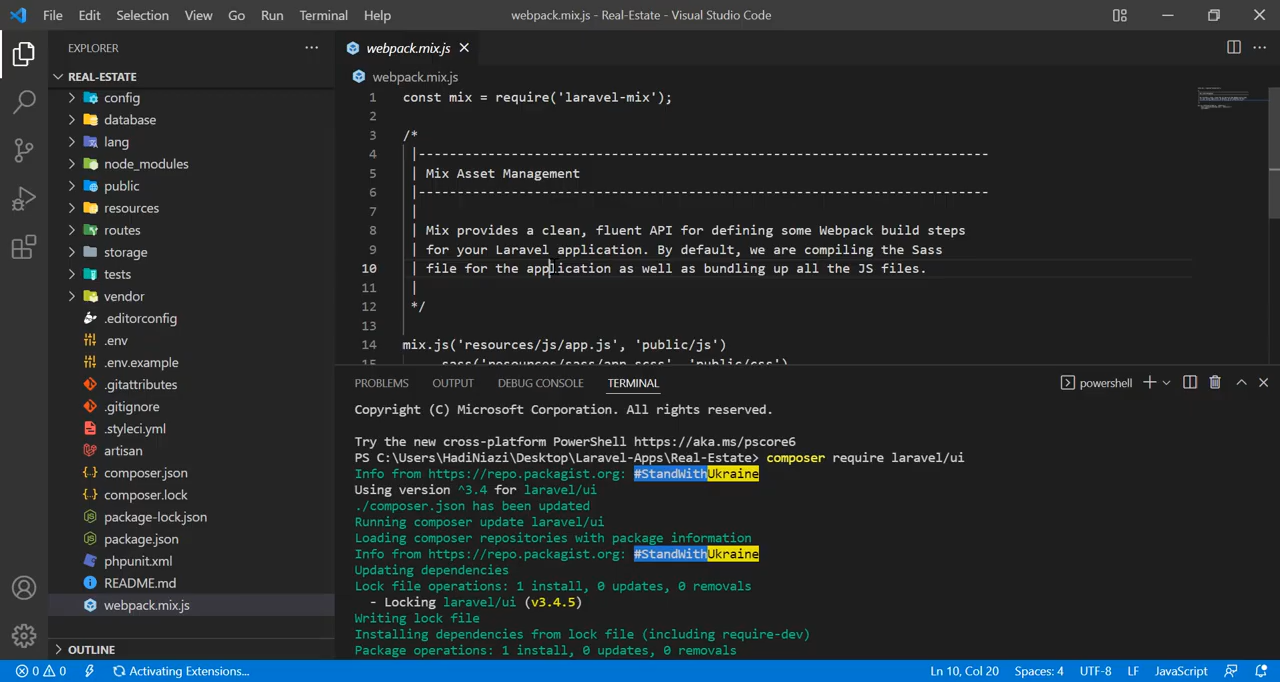 File Edit Selection View Go Run Terminal Help webpack.mix.js - Real-Estate - Visual Studio Code
EXPLORER
REAL-ESTATE
config
database
lang
node_modules
public
resources
routes
storage
tests
vendor
.editorconfig
.env
.env.example
.gitattributes
.gitignore
.styleci.yml
artisan
composer.json
composer.lock
package-lock.json
package.json
phpunit.xml
README.md
webpack.mix.js
OUTLINE
webpack.mix.js
webpack.mix.js
1 const mix = require('laravel-mix');
2
3 /*
4 |--------------------------------------------------------------------------
5 | Mix Asset Management
6 |--------------------------------------------------------------------------
7 |
8 | Mix provides a clean, fluent API for defining some Webpack build steps
9 | for your Laravel application. By default, we are compiling the Sass
10 | file for the application as well as bundling up all the JS files.
11 |
12 */
13
14 mix.js('resources/js/app.js', 'public/js')
15 .sass('resources/sass/app.scss', 'public/css')
PROBLEMS OUTPUT DEBUG CONSOLE TERMINAL powershell
Copyright (C) Microsoft Corporation. All rights reserved.
Try the new cross-platform PowerShell https://aka.ms/pscore6
PS C:\Users\HadiNiazi\Desktop\Laravel-Apps\Real-Estate> composer require laravel/ui
Info from https://repo.packagist.org: #StandWithUkraine
Using version ^3.4 for laravel/ui
./composer.json has been updated
Running composer update laravel/ui
Loading composer repositories with package information
Info from https://repo.packagist.org: #StandWithUkraine
Updating dependencies
Lock file operations: 1 install, 0 updates, 0 removals
- Locking laravel/ui (v3.4.5)
Writing lock file
Installing dependencies from lock file (including require-dev)
Package operations: 1 install, 0 updates, 0 removals
0 0 Activating Extensions... Ln 10, Col 20 Spaces: 4 UTF-8 LF JavaScript